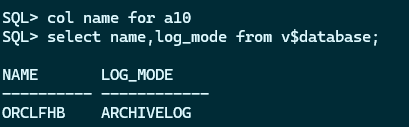 SQL> col name for a10
SQL> select name,log_mode from v$database;
NAME       LOG_MODE
---------- ------------
ORCLFHB    ARCHIVELOG